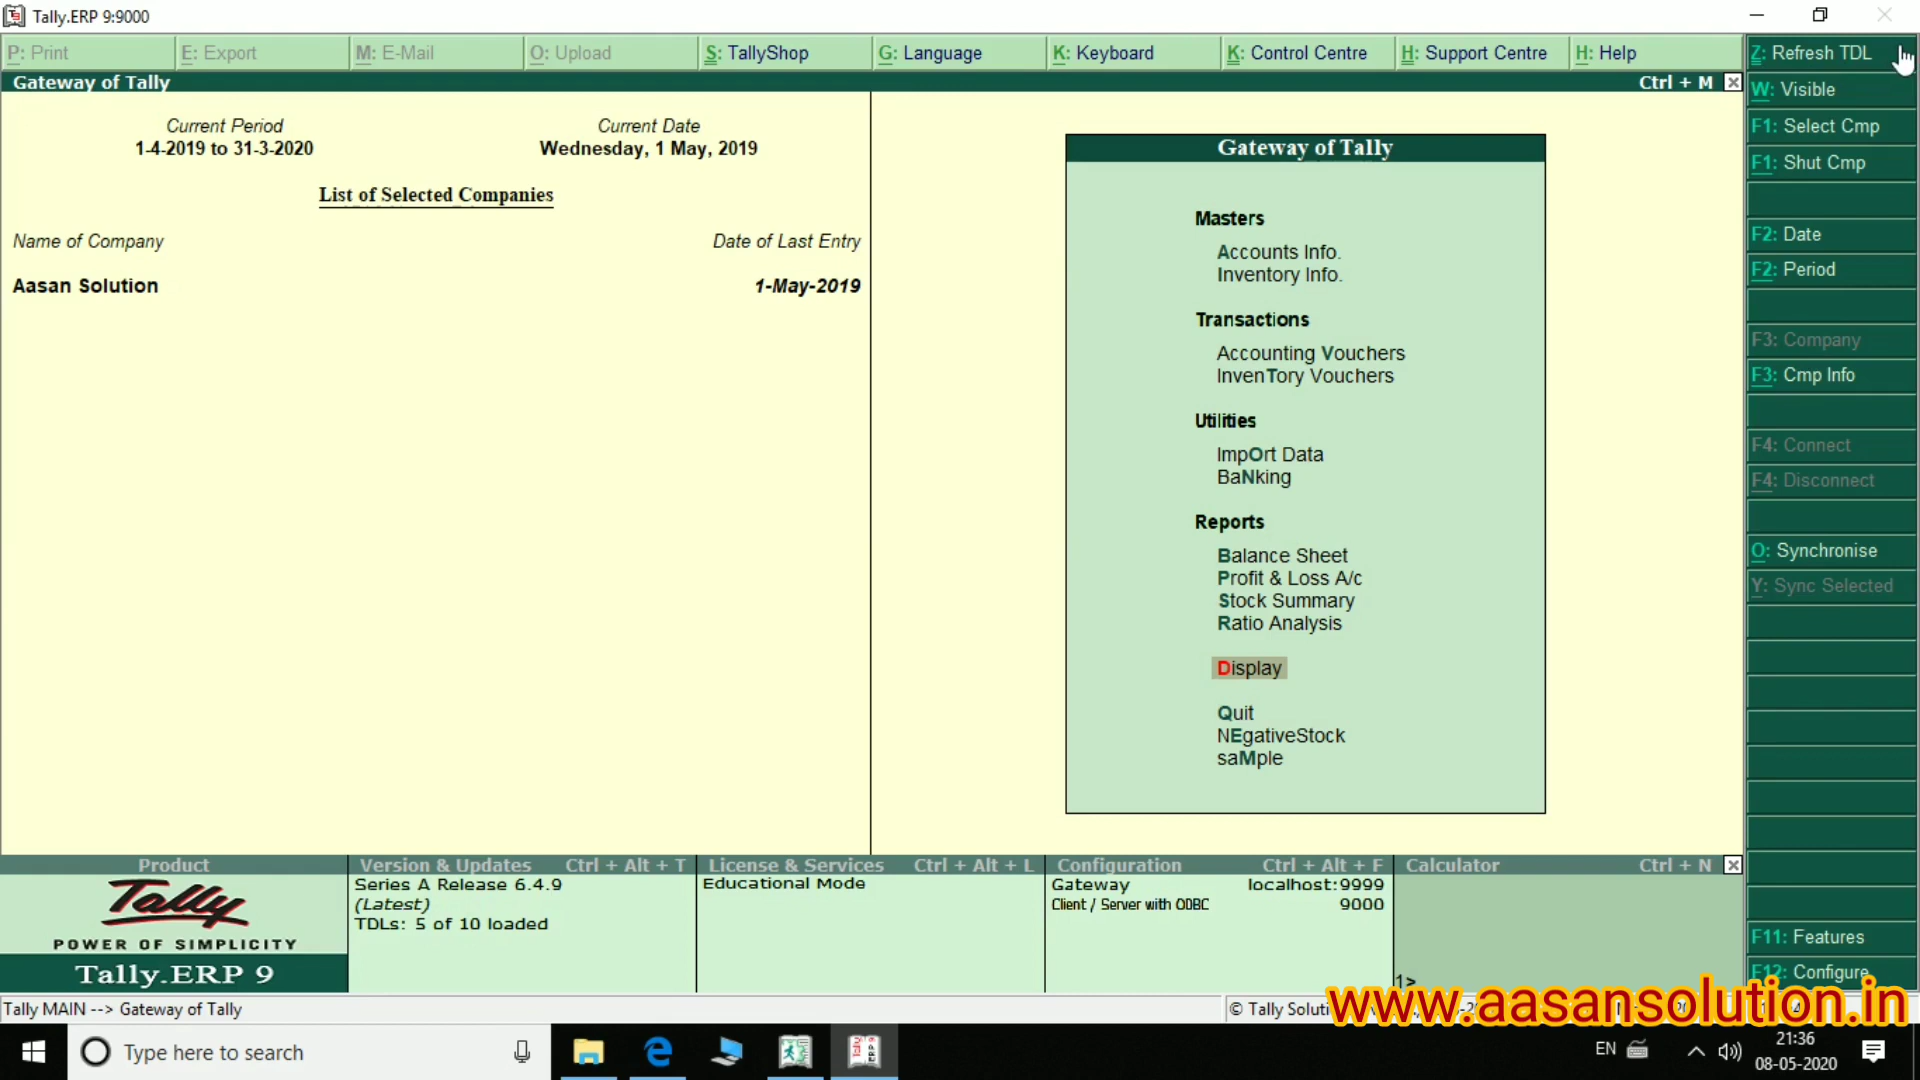 Tally.ERP 9:9000
P: Print
E: Export
M: E-Mail
O: Upload
S: TallyShop
G: Language
K: Keyboard
K: Control Centre
H: Support Centre
H: Help
Gateway of Tally
Ctrl + M
Current Period
1-4-2019 to 31-3-2020
Current Date
Wednesday, 1 May, 2019
List of Selected Companies
Name of Company
Date of Last Entry
Aasan Solution
1-May-2019
Gateway of Tally
Masters
Accounts Info.
Inventory Info.
Transactions
Accounting Vouchers
InvenTory Vouchers
Utilities
ImpOrt Data
BaNking
Reports
Balance Sheet
Profit & Loss A/c
Stock Summary
Ratio Analysis
Display
Quit
NEgativeStock
saMple
Z: Refresh TDL
W: Visible
F1: Select Cmp
F1: Shut Cmp
F2: Date
F2: Period
F3: Company
F3: Cmp Info
F4: Connect
F4: Disconnect
O: Synchronise
Y: Sync Selected
F11: Features
F12: Configure
Product
Tally
POWER OF SIMPLICITY
Tally.ERP 9
Version & Updates Ctrl + Alt + T
Series A Release 6.4.9
(Latest)
TDLs: 5 of 10 loaded
License & Services Ctrl + Alt + L
Educational Mode
Configuration Ctrl + Alt + F
Gateway localhost:9999
Client / Server with ODBC 9000
Calculator Ctrl + N
1>
Tally MAIN --> Gateway of Tally
© Tally
www.aasansolution.in
Type here to search
EN
21:36
08-05-2020